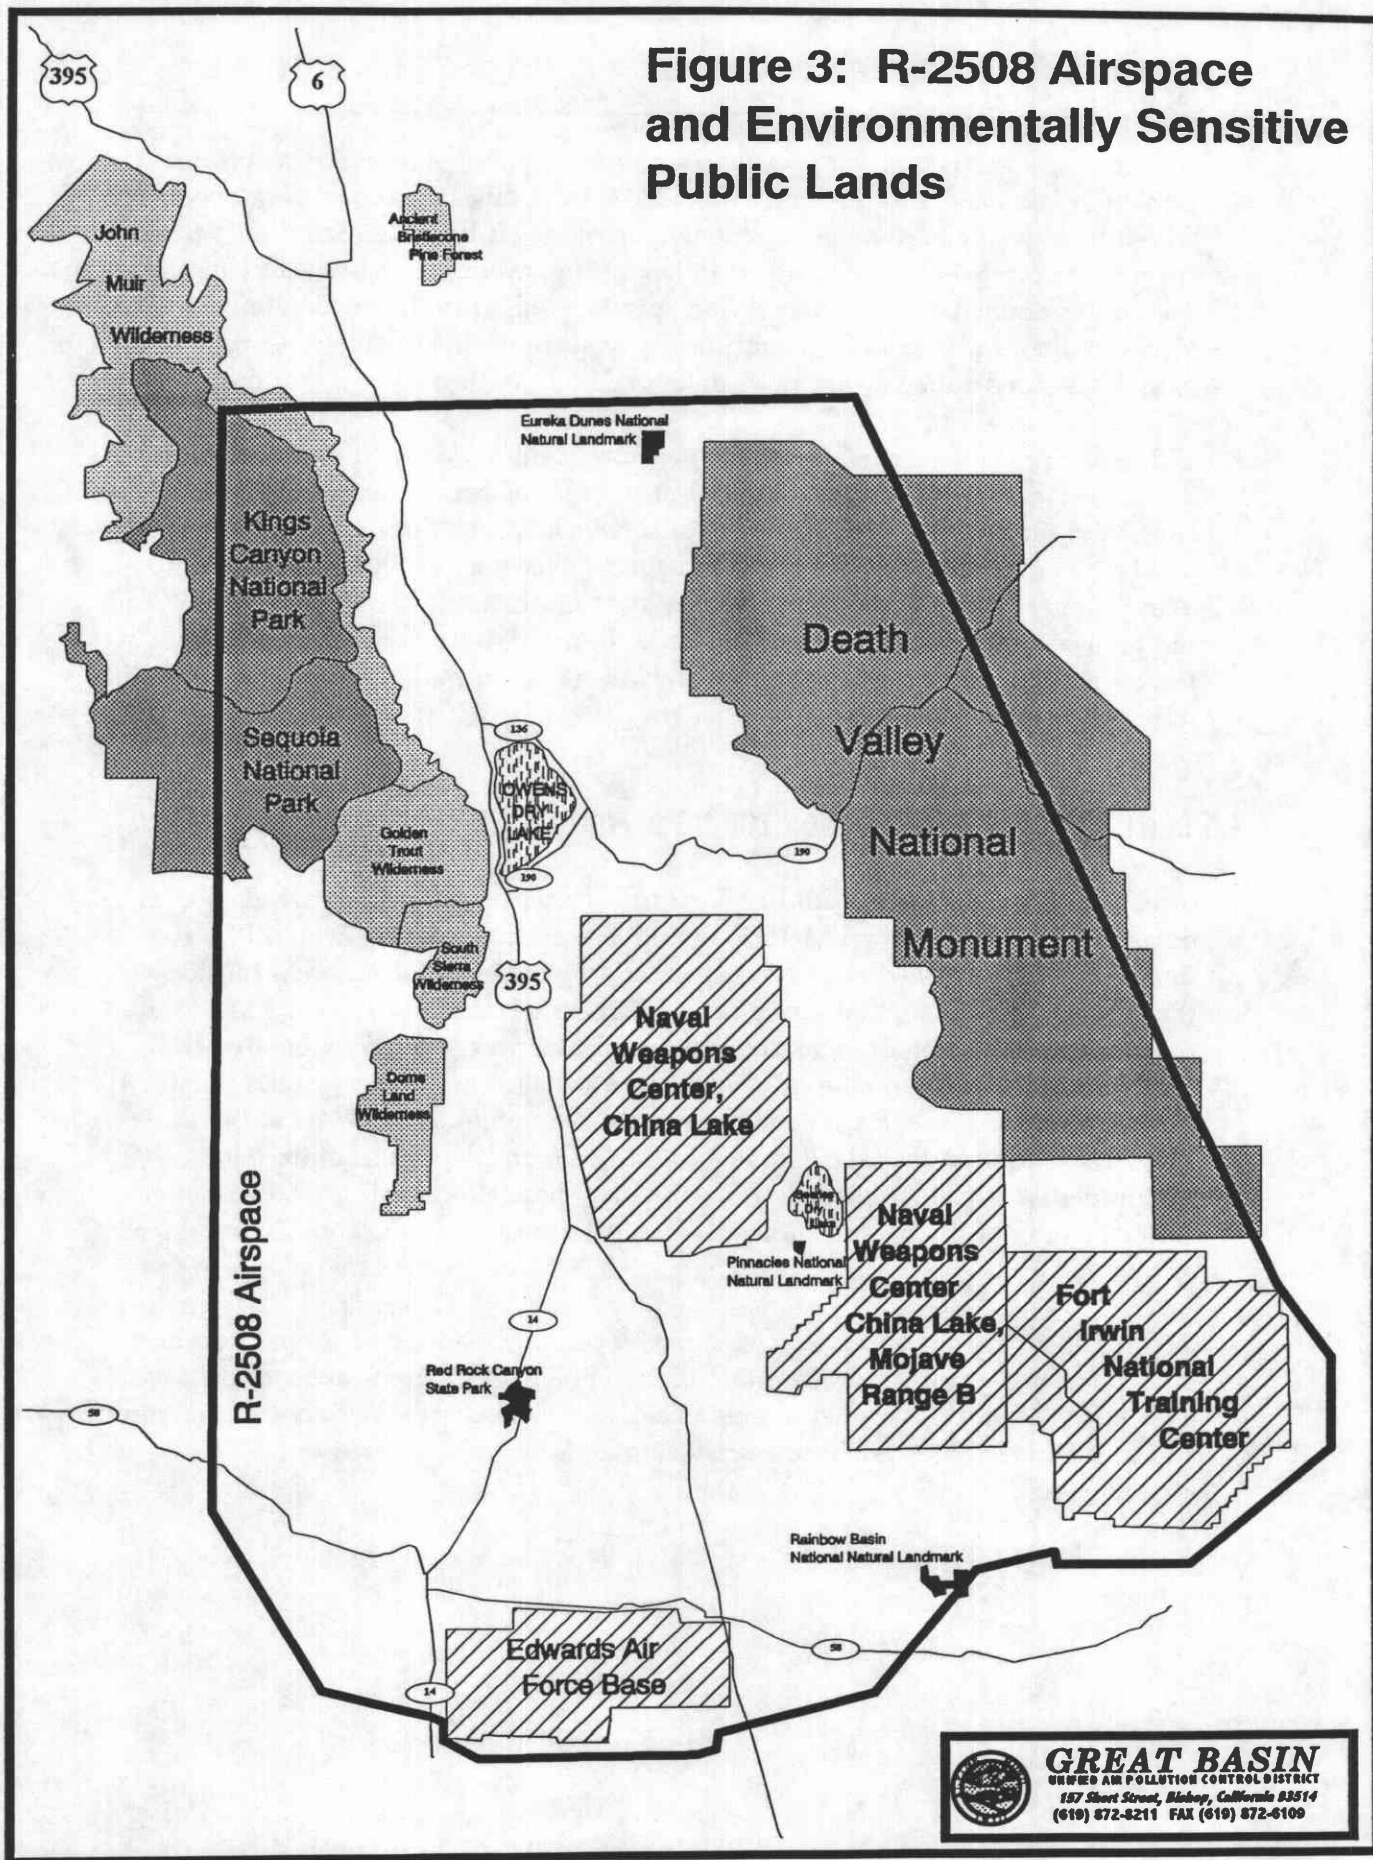 Figure 3: R-2508 Airspace
and Environmentally Sensitive
Public Lands
395
6
John
Muir
Wilderness
Ancient
Bristlecone
Pine Forest
Eureka Dunes National
Natural Landmark
Kings
Canyon
National
Park
Death
Valley
National
Monument
Sequoia
National
Park
136
OWENS
DRY
LAKE
190
190
Golden
Trout
Wilderness
South
Sierra
Wilderness
395
Naval
Weapons
Center,
China Lake
Dome
Land
Wilderness
R-2508 Airspace
Searles
Dry
Lake
Pinnacles National
Natural Landmark
Naval
Weapons
Center
China Lake,
Mojave
Range B
Fort
Irwin
National
Training
Center
14
Red Rock Canyon
State Park
58
Rainbow Basin
National Natural Landmark
58
Edwards Air
Force Base
14
GREAT BASIN
UNIFIED AIR POLLUTION CONTROL DISTRICT
157 Short Street, Bishop, California 93514
(619) 872-8211 FAX (619) 872-6109